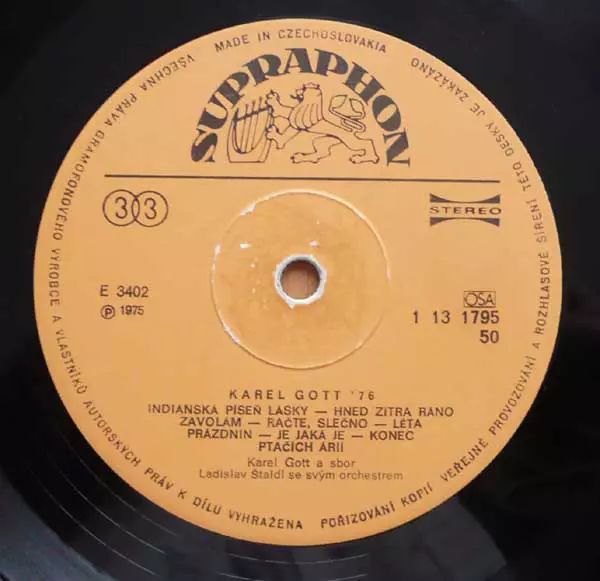 MADE IN CZECHOSLOVAKIA
VŠECHNA PRÁVA GRAMOFONOVÉHO VÝROBCE A VLASTNÍKŮ AUTORSKÝCH PRÁV K DÍLU VYHRAŽENA
POŘIZOVÁNÍ KOPIÍ VEŘEJNÉ PROVOZOVÁNÍ A ROZHLASOVÉ ŠÍŘENÍ TÉTO DESKY JE ZAKÁZÁNO
SUPRAPHON
33
STEREO
E 3402
℗ 1975
OSA
1 13 1795
50
KAREL GOTT '76
INDIÁNSKÁ PÍSEŇ LÁSKY — HNED ZÍTRA RÁNO
ZAVOLÁM — RAČTE, SLEČNO — LÉTA
PRÁZDNIN — JE JAKÁ JE — KONEC
PTAČÍCH ÁRIÍ
Karel Gott a sbor
Ladislav Štaidl se svým orchestrem